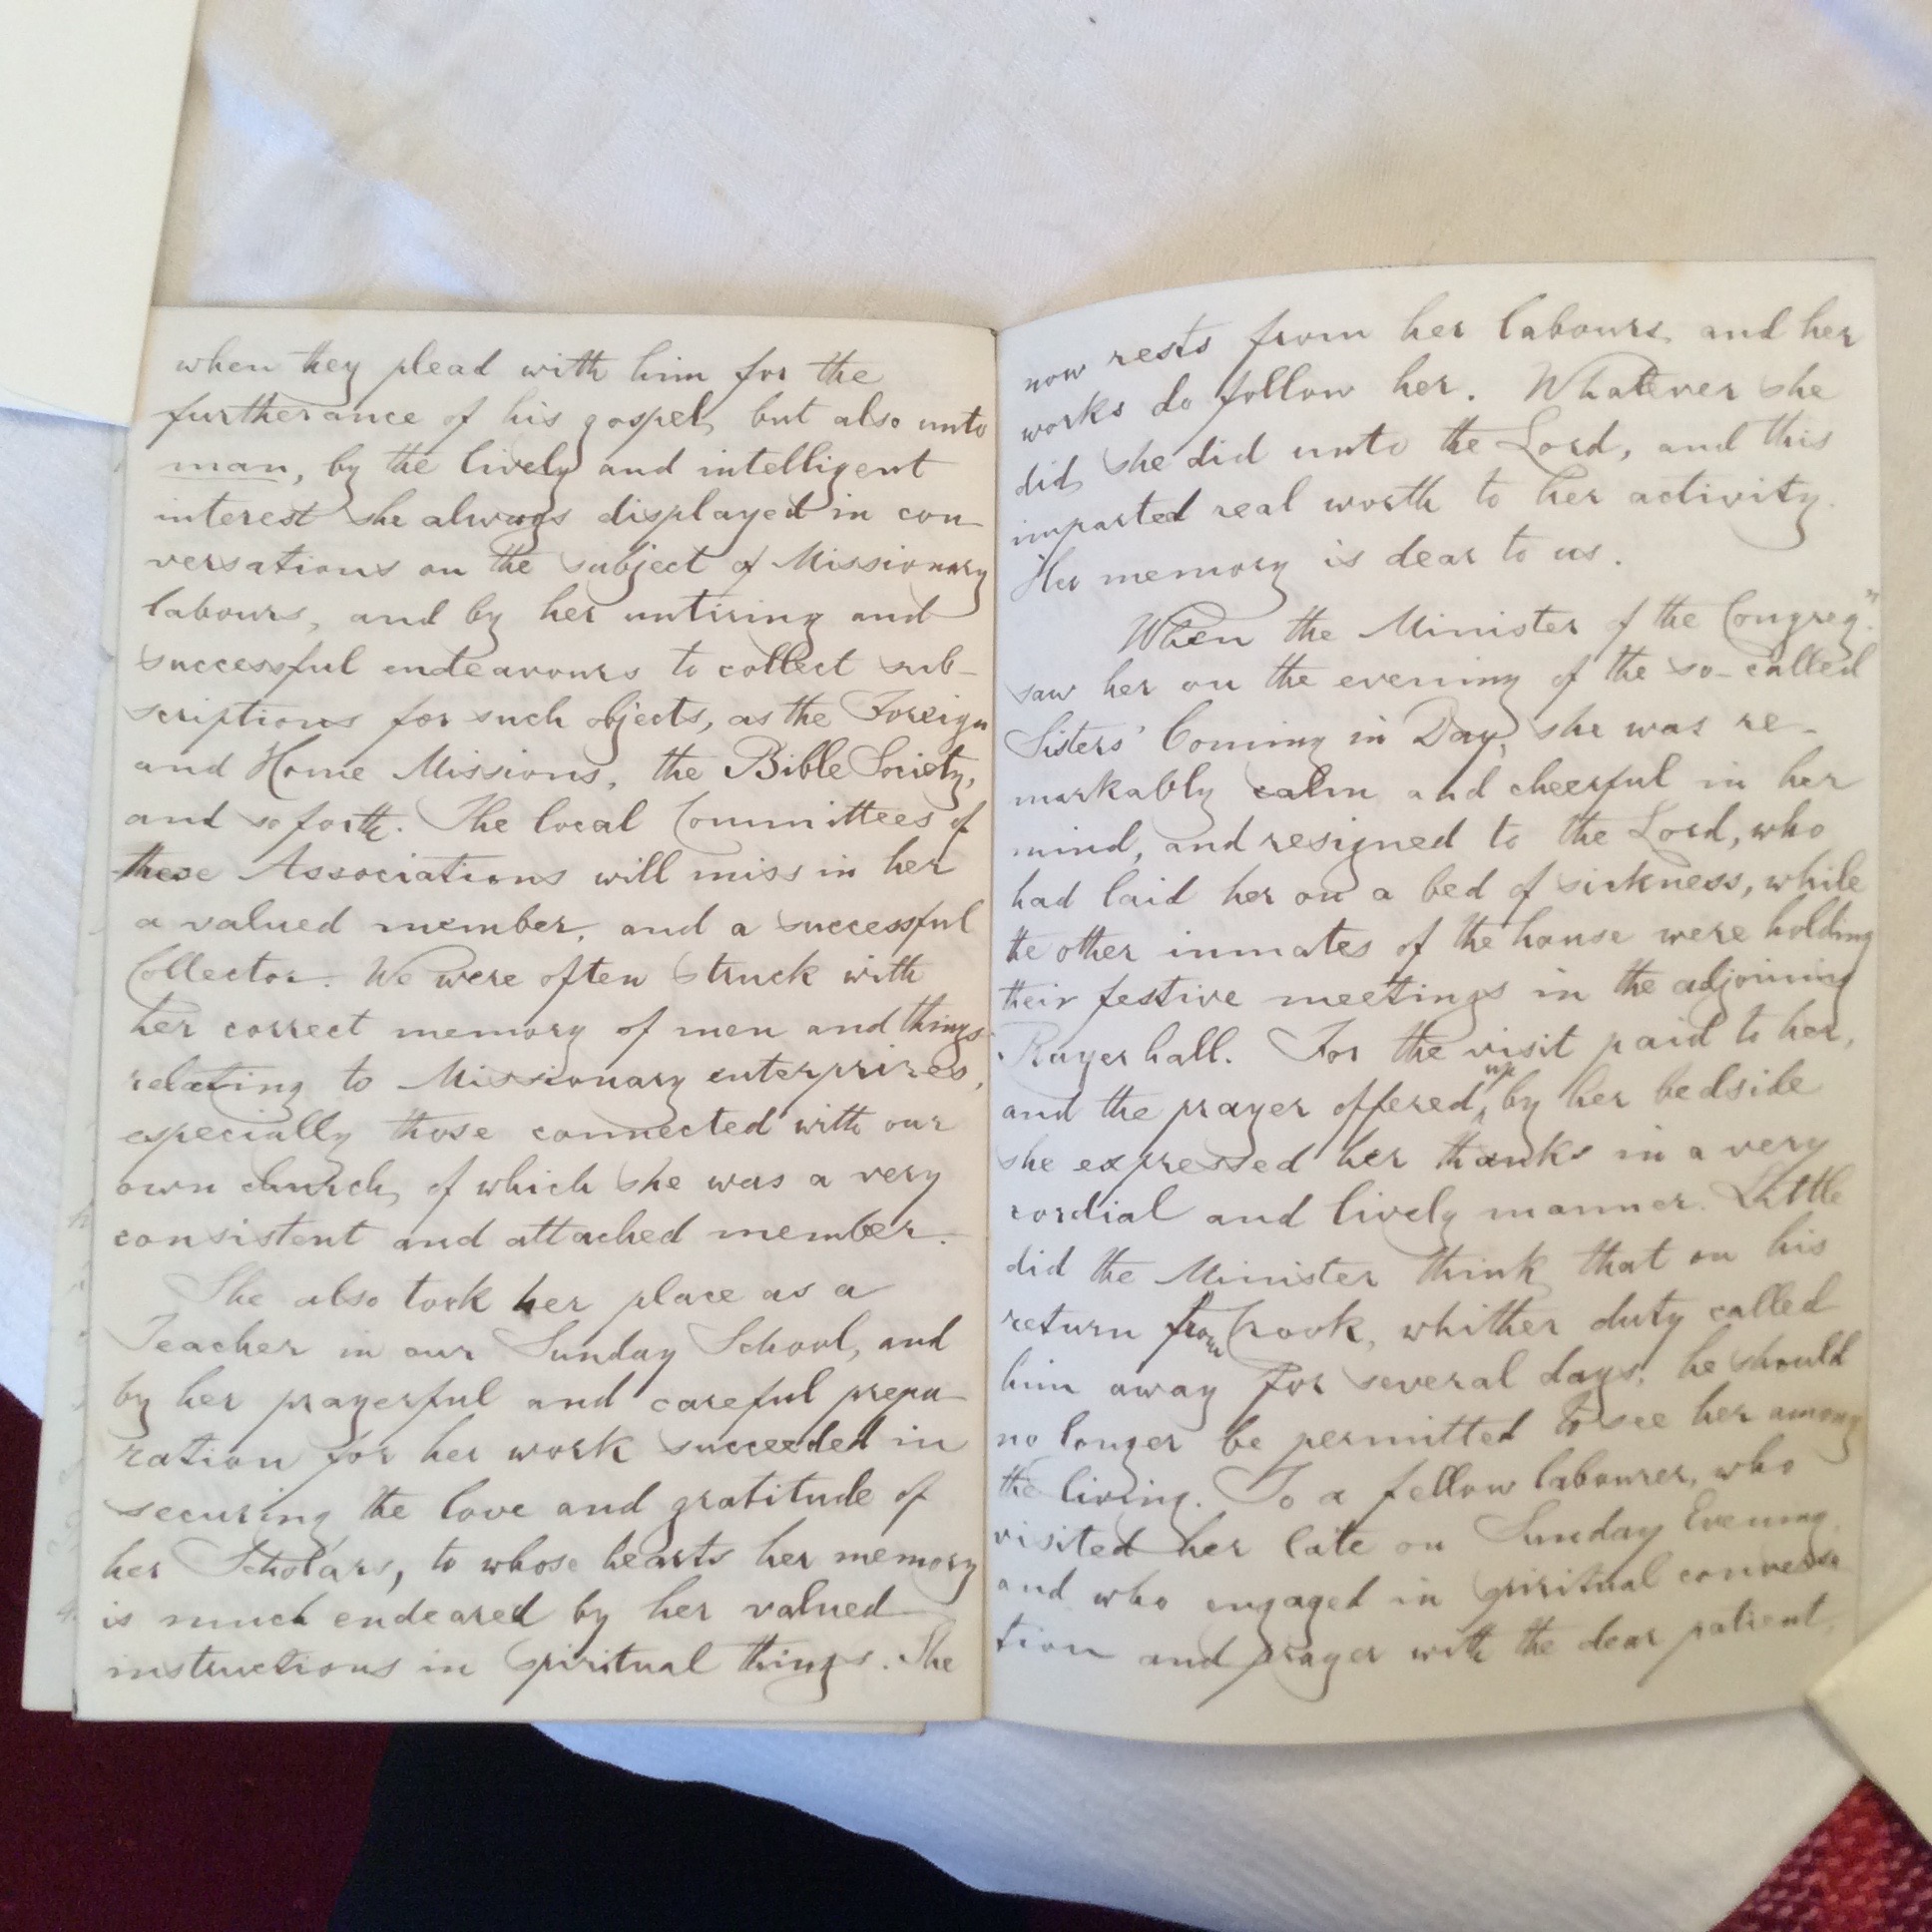 when they plead with him for the
furtherance of his gospel, but also unto
man, by the lively and intelligent
interest she always displayed in con-
versations on the subject of Missionary
labours, and by her untiring and
successful endeavours to collect sub-
scriptions for such objects, as the Foreign
and Home Missions, the Bible Society,
and so forth. The local Committees of
these Associations will miss in her
a valued member, and a successful
Collector. We were often struck with
her correct memory of men and things
relating to Missionary enterprizes,
especially those connected with our
own church, of which she was a very
consistent and attached member.
She also took her place as a
Teacher in our Sunday School, and
by her prayerful and careful prepa-
ration for her work succeeded in
securing the love and gratitude of
her Scholars, to whose hearts her memory
is much endeared by her valued
instructions in spiritual things. She
now rests from her labours and her
works do follow her. Whatever she
did, she did unto the Lord, and this
imparted real worth to her activity.
Her memory is dear to us.
When the Minister of the Congregn.
saw her on the evening of the so-called
Sisters' Coming in Day, she was re-
markably calm and cheerful in her
mind, and resigned to the Lord, who
had laid her on a bed of sickness, while
the other inmates of the house were holding
their festive meetings in the adjoining
Prayer hall. For the visit paid to her,
and the prayer offered up by her bedside
she expressed her thanks in a very
cordial and lively manner. Little
did the Minister think that on his
return from Crook, whither duty called
him away for several days, he should
no longer be permitted to see her among
the living. To a fellow labourer, who
visited her late on Sunday Evening,
and who engaged in spiritual conversa
tion and prayer with the dear patient,